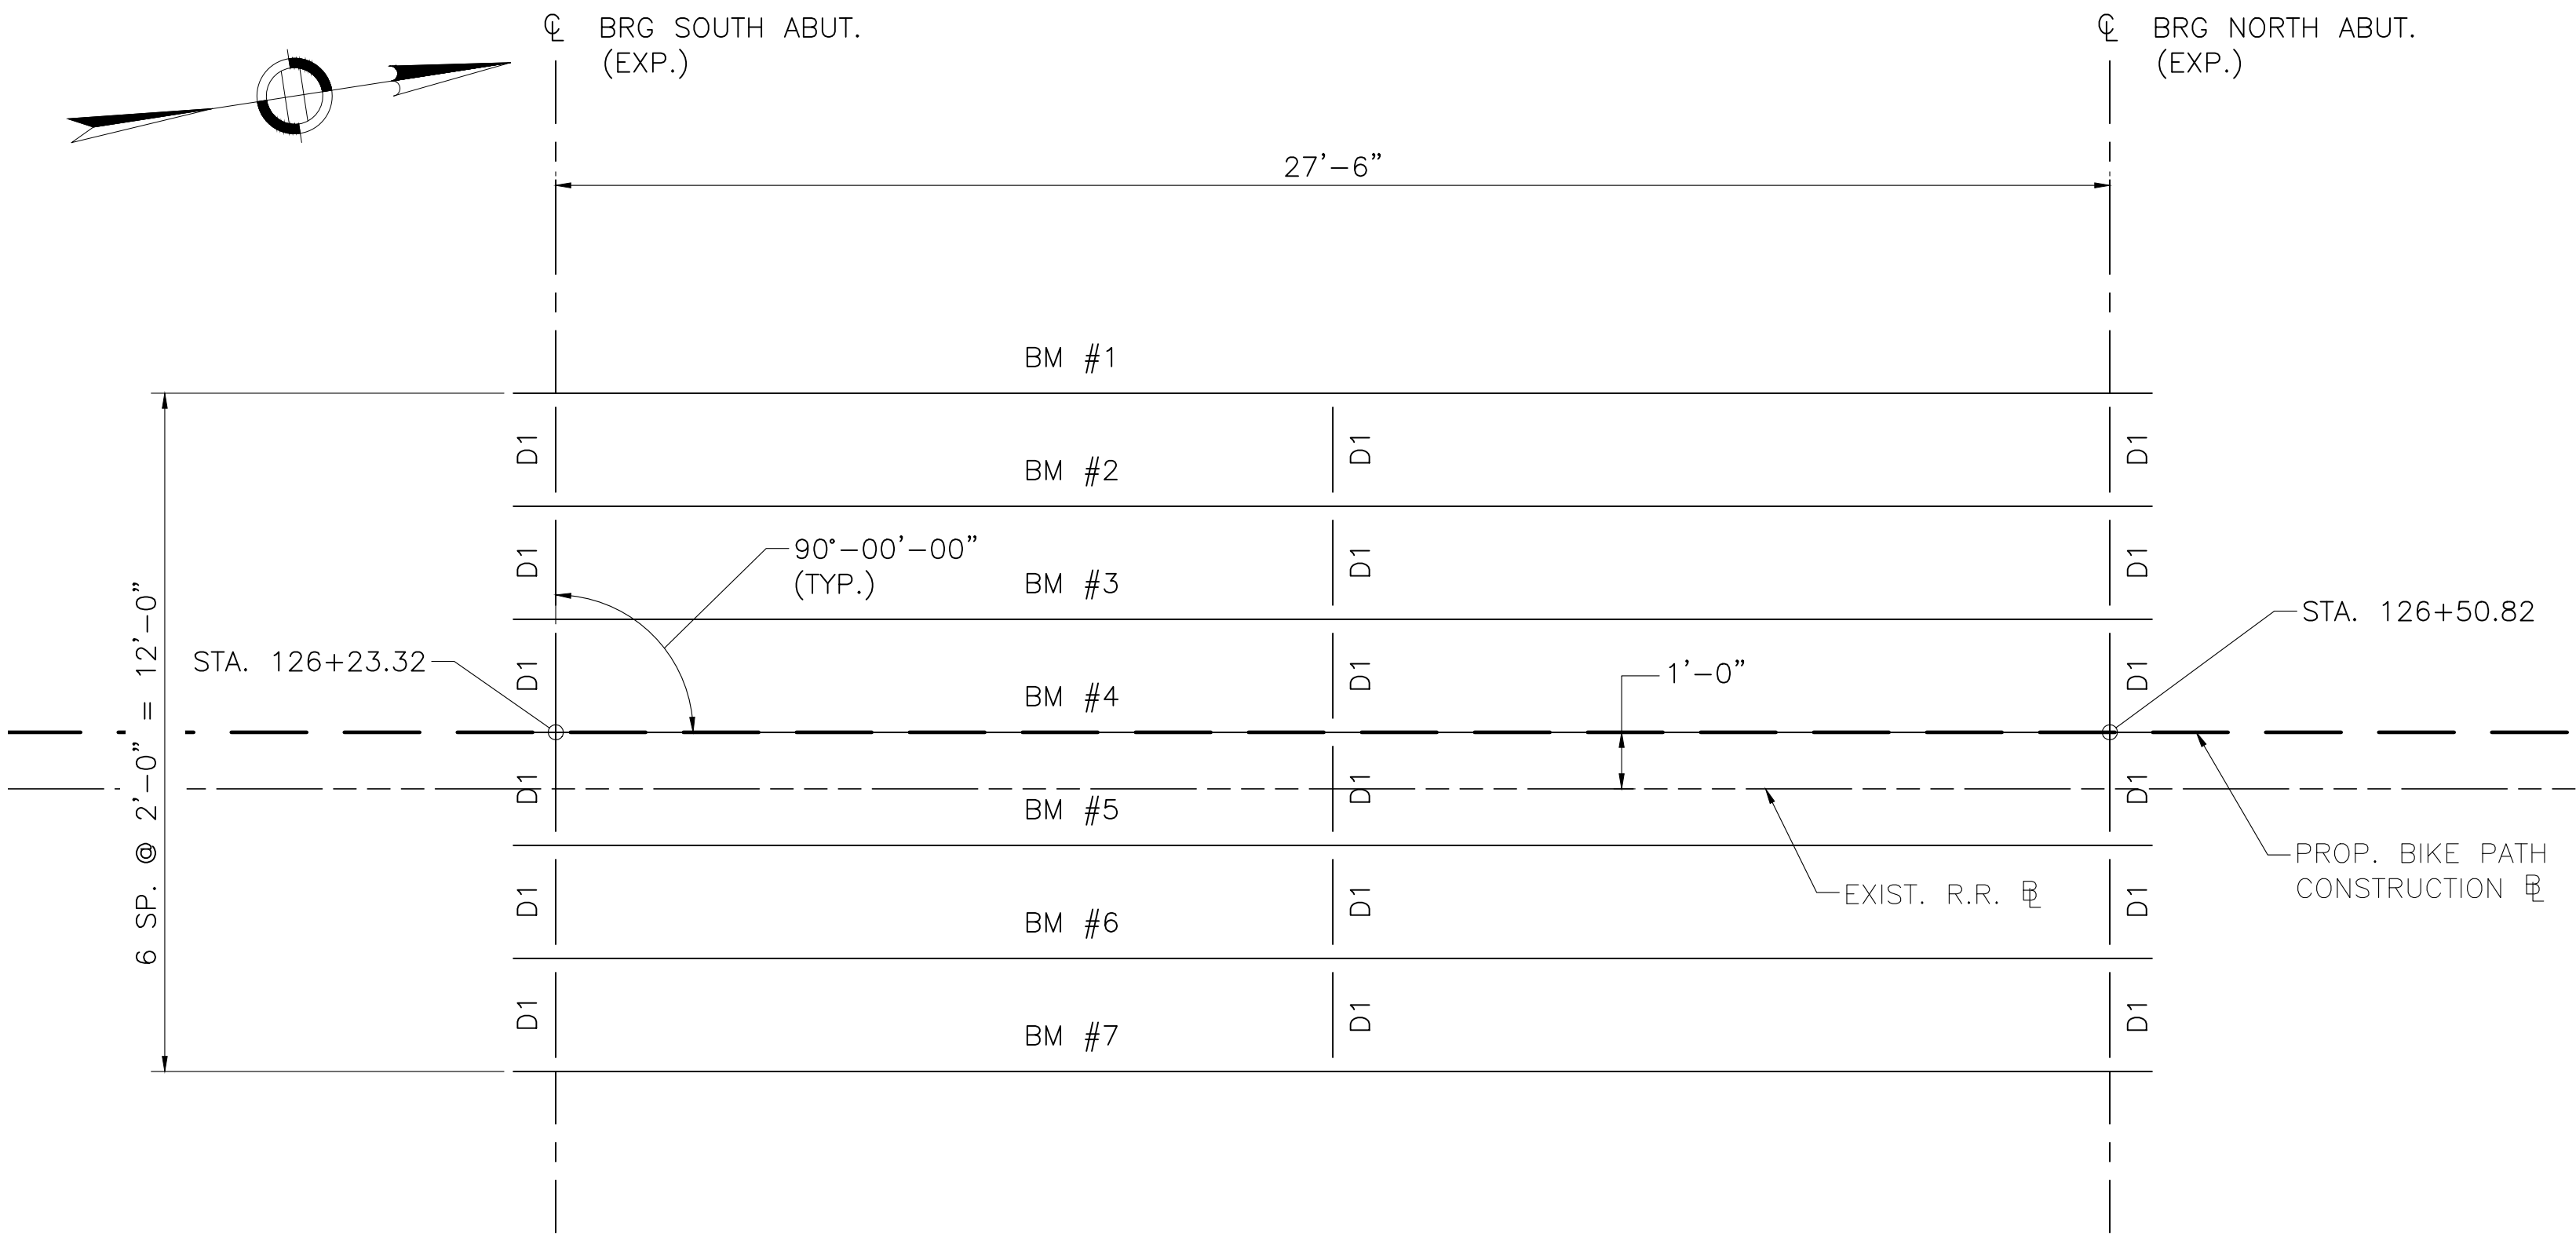 ℄ BRG SOUTH ABUT.
(EXP.)
℄ BRG NORTH ABUT.
(EXP.)
27'-6"
BM #1
D1 D1 D1
BM #2
D1 D1 D1
90°-00'-00"
(TYP.)
BM #3
STA. 126+23.32
STA. 126+50.82
D1 D1 D1
1'-0"
BM #4
6 SP. @ 2'-0" = 12'-0"
D1 D1 D1
BM #5
PROP. BIKE PATH
CONSTRUCTION BL
EXIST. R.R. BL
D1 D1 D1
BM #6
D1 D1 D1
BM #7